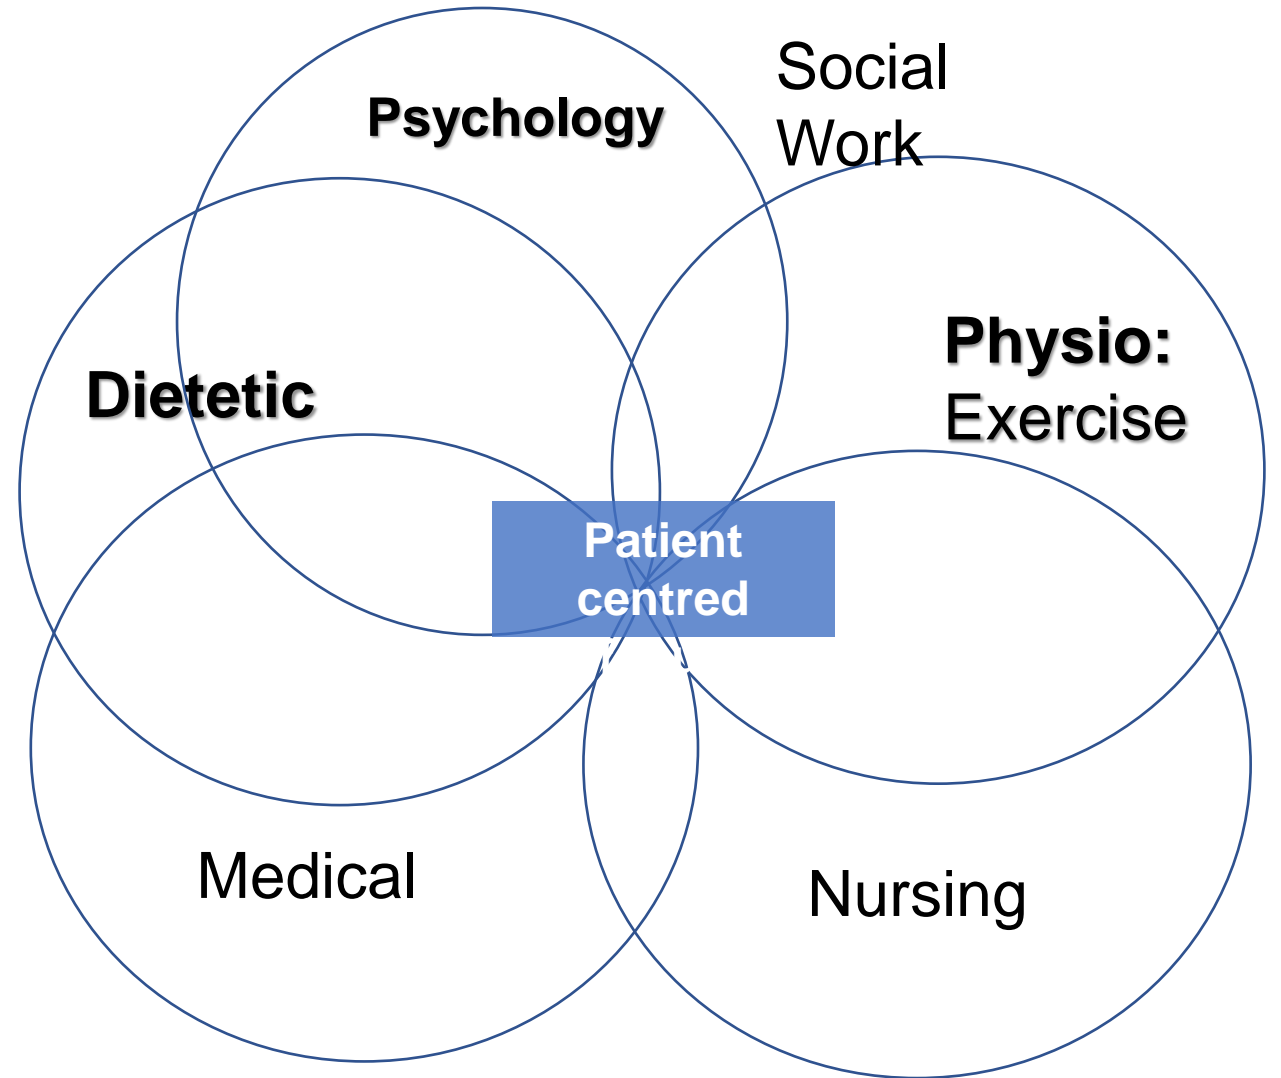 Psychology
Social
Work
Dietetic
Physio:
Exercise
Patient
centred
Medical
Nursing